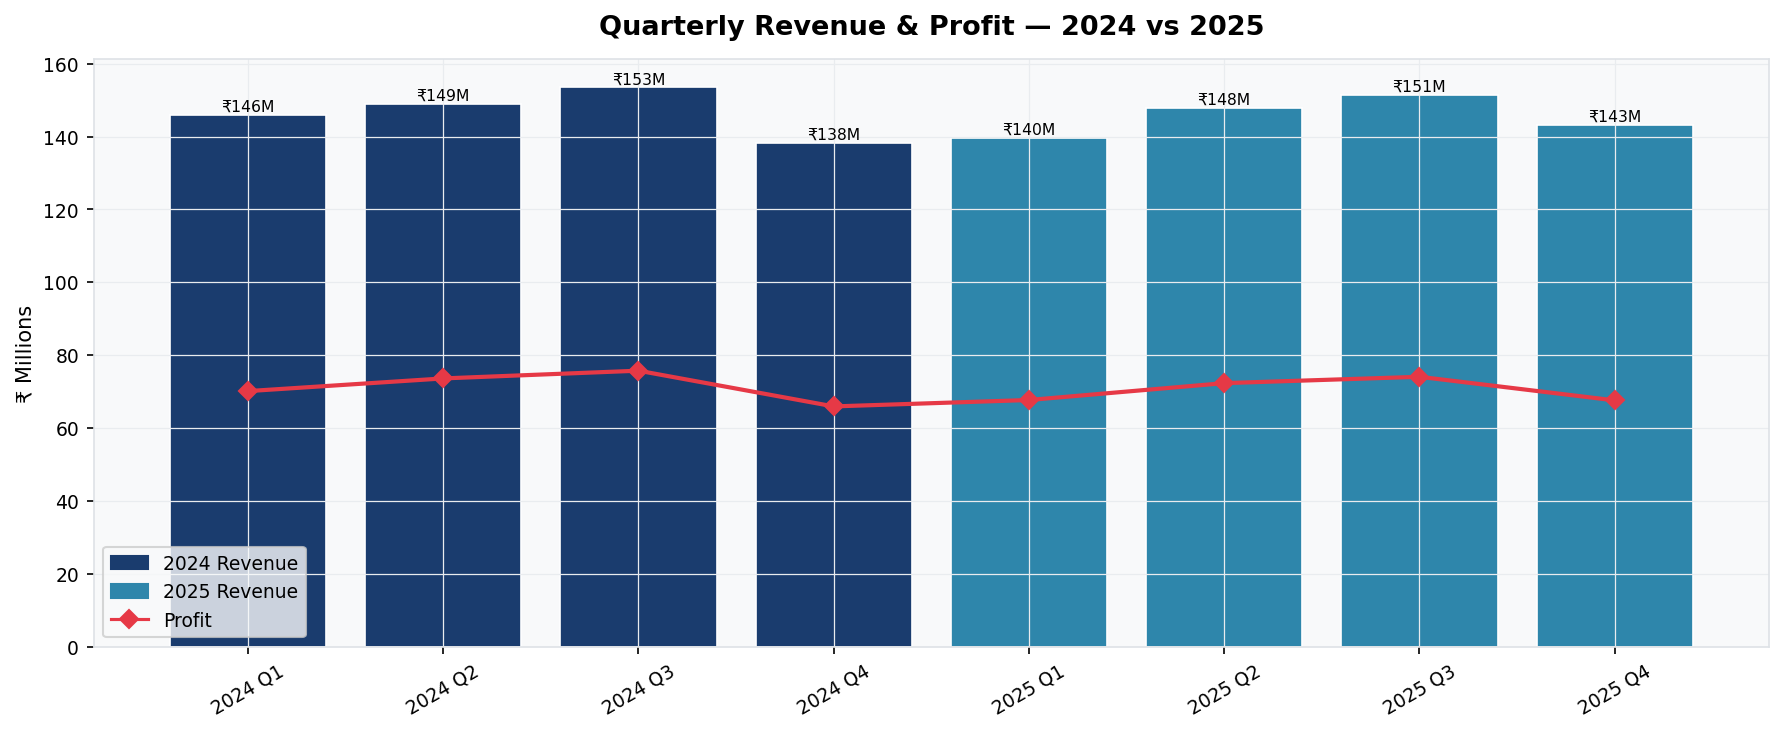 Quarterly Revenue & Profit — 2024 vs 2025
₹ Millions
160
140
120
100
80
60
40
20
0
₹146M
₹149M
₹153M
₹138M
₹140M
₹148M
₹151M
₹143M
2024 Revenue
2025 Revenue
Profit
2024 Q1
2024 Q2
2024 Q3
2024 Q4
2025 Q1
2025 Q2
2025 Q3
2025 Q4